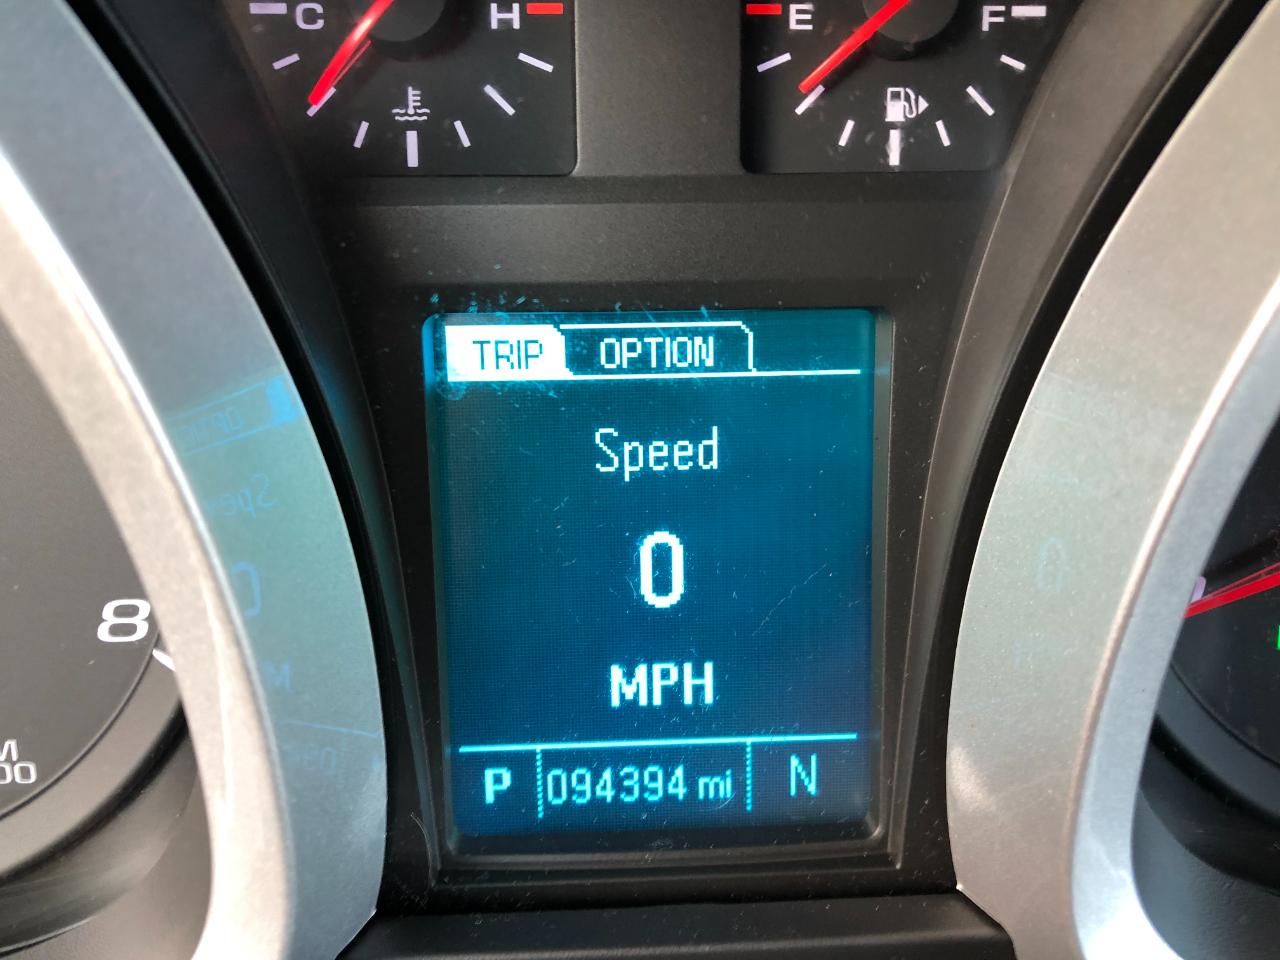 C H
E F
TRIP OPTION
Speed
0
MPH
P 094394 mi N
8